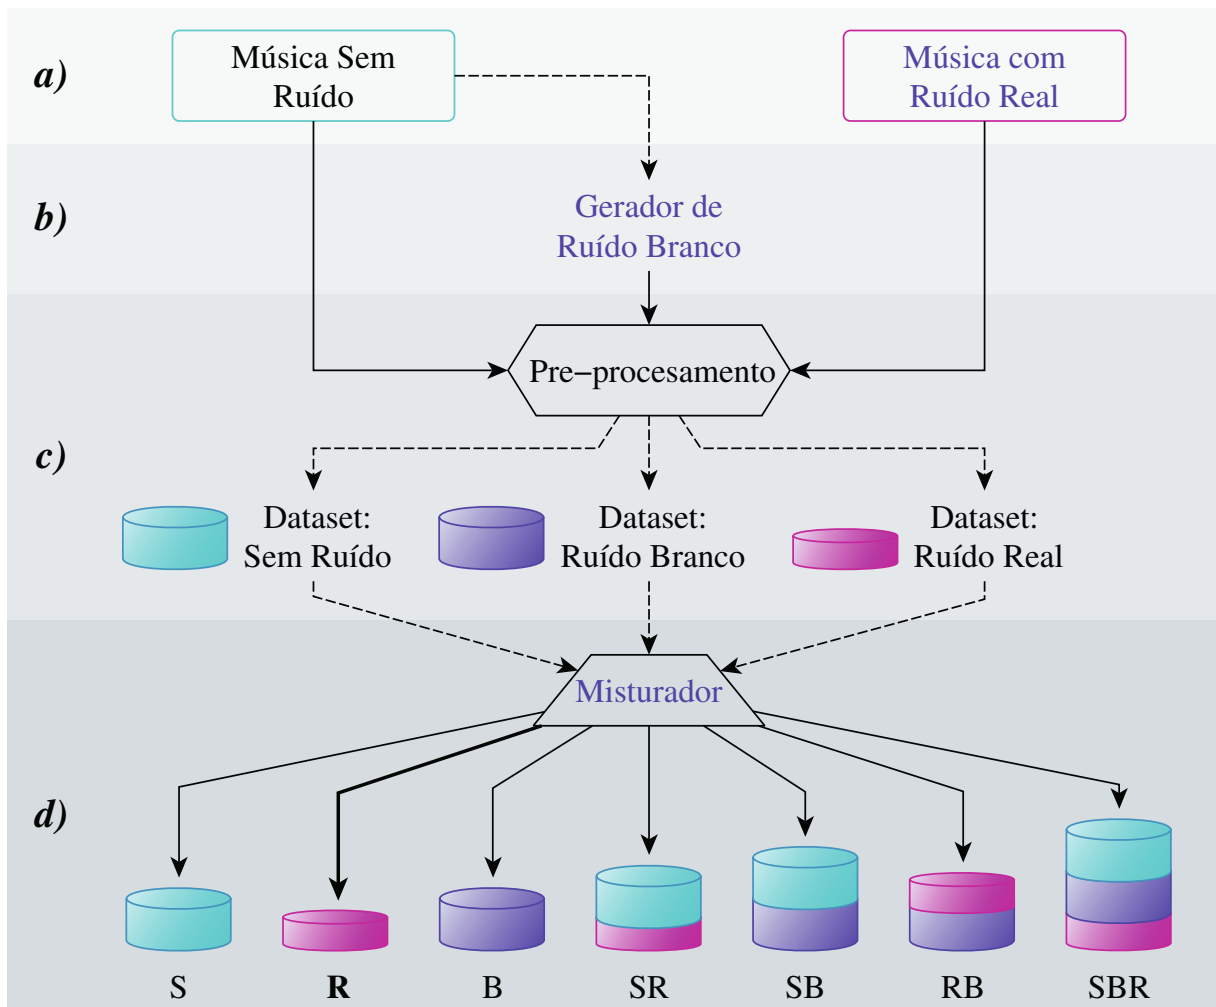 a)
Música Sem
Ruído
Música com
Ruído Real
b)
Gerador de
Ruído Branco
Pre−procesamento
c)
Dataset:
Sem Ruído
Dataset:
Ruído Branco
Dataset:
Ruído Real
Misturador
d)
S
R
B
SR
SB
RB
SBR